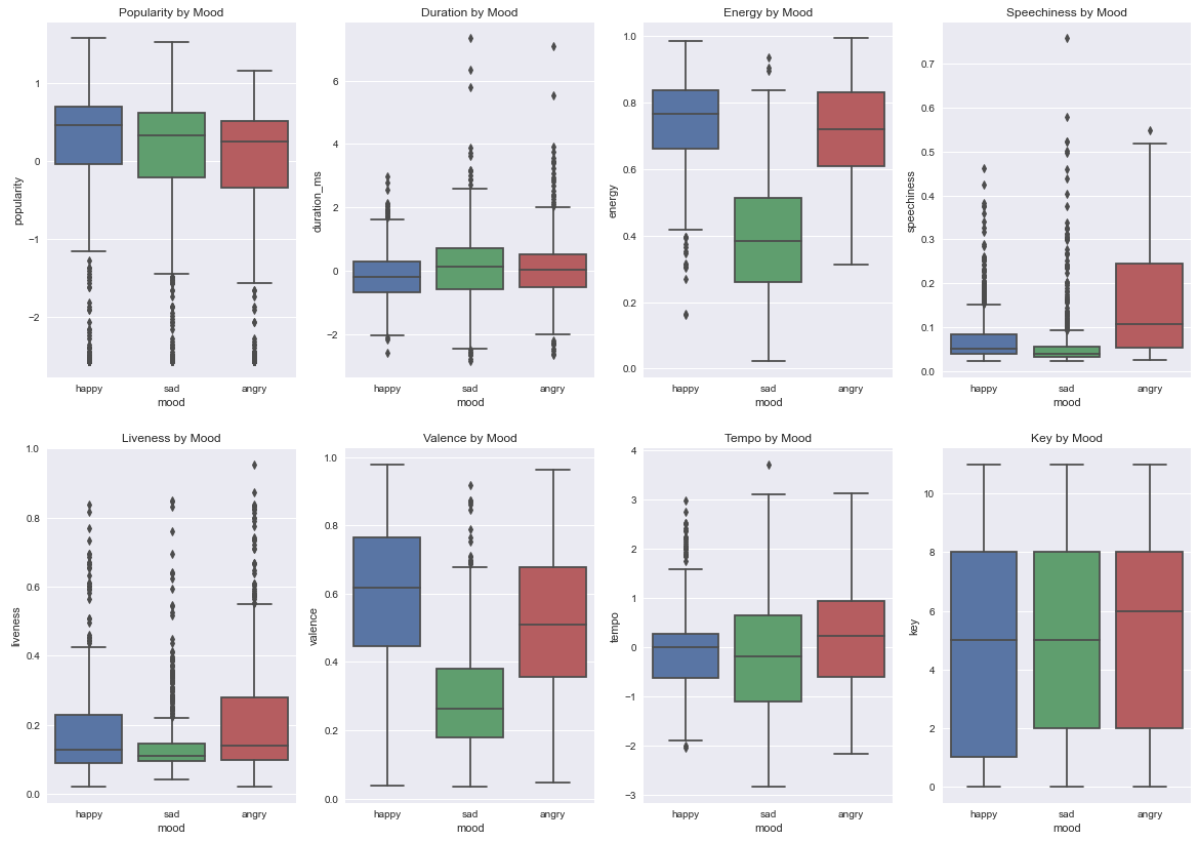 Popularity by Mood
popularity
1
0
−1
−2
happy sad angry
mood
Duration by Mood
duration_ms
6
4
2
0
−2
happy sad angry
mood
Energy by Mood
energy
1.0
0.8
0.6
0.4
0.2
0.0
happy sad angry
mood
Speechiness by Mood
speechiness
0.7
0.6
0.5
0.4
0.3
0.2
0.1
0.0
happy sad angry
mood
Liveness by Mood
liveness
1.0
0.8
0.6
0.4
0.2
0.0
happy sad angry
mood
Valence by Mood
valence
1.0
0.8
0.6
0.4
0.2
0.0
happy sad angry
mood
Tempo by Mood
tempo
4
3
2
1
0
−1
−2
−3
happy sad angry
mood
Key by Mood
key
10
8
6
4
2
0
happy sad angry
mood